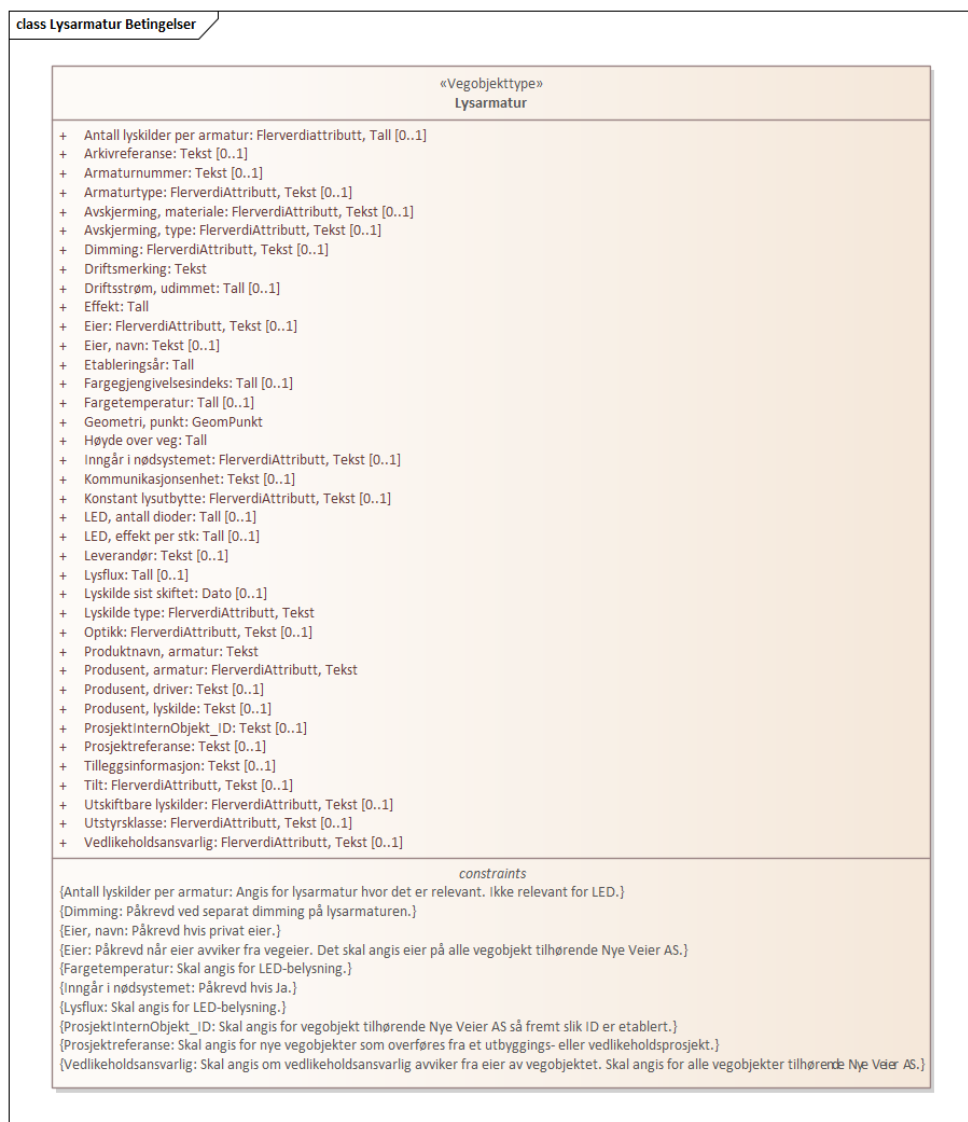 class Lysarmatur Betingelser
«Vegobjekttype»
Lysarmatur
+ Antall lyskilder per armatur: Flerverdiattributt, Tall [0..1]
+ Arkivreferanse: Tekst [0..1]
+ Armaturnummer: Tekst [0..1]
+ Armaturtype: FlerverdiAttributt, Tekst [0..1]
+ Avskjerming, materiale: FlerverdiAttributt, Tekst [0..1]
+ Avskjerming, type: FlerverdiAttributt, Tekst [0..1]
+ Dimming: FlerverdiAttributt, Tekst [0..1]
+ Driftsmerking: Tekst
+ Driftsstrøm, udimmet: Tall [0..1]
+ Effekt: Tall
+ Eier: FlerverdiAttributt, Tekst [0..1]
+ Eier, navn: Tekst [0..1]
+ Etableringsår: Tall
+ Fargegjengivelsesindeks: Tall [0..1]
+ Fargetemperatur: Tall [0..1]
+ Geometri, punkt: GeomPunkt
+ Høyde over veg: Tall
+ Inngår i nødsystemet: FlerverdiAttributt, Tekst [0..1]
+ Kommunikasjonsenhet: Tekst [0..1]
+ Konstant lysutbytte: FlerverdiAttributt, Tekst [0..1]
+ LED, antall dioder: Tall [0..1]
+ LED, effekt per stk: Tall [0..1]
+ Leverandør: Tekst [0..1]
+ Lysflux: Tall [0..1]
+ Lyskilde sist skiftet: Dato [0..1]
+ Lyskilde type: FlerverdiAttributt, Tekst
+ Optikk: FlerverdiAttributt, Tekst [0..1]
+ Produktnavn, armatur: Tekst
+ Produsent, armatur: FlerverdiAttributt, Tekst
+ Produsent, driver: Tekst [0..1]
+ Produsent, lyskilde: Tekst [0..1]
+ ProsjektInternObjekt_ID: Tekst [0..1]
+ Prosjektreferanse: Tekst [0..1]
+ Tilleggsinformasjon: Tekst [0..1]
+ Tilt: FlerverdiAttributt, Tekst [0..1]
+ Utskiftbare lyskilder: FlerverdiAttributt, Tekst [0..1]
+ Utstyrsklasse: FlerverdiAttributt, Tekst [0..1]
+ Vedlikeholdsansvarlig: FlerverdiAttributt, Tekst [0..1]
constraints
{Antall lyskilder per armatur: Angis for lysarmatur hvor det er relevant. Ikke relevant for LED.}
{Dimming: Påkrevd ved separat dimming på lysarmaturen.}
{Eier, navn: Påkrevd hvis privat eier.}
{Eier: Påkrevd når eier avviker fra vegeier. Det skal angis eier på alle vegobjekt tilhørende Nye Veier AS.}
{Fargetemperatur: Skal angis for LED-belysning.}
{Inngår i nødsystemet: Påkrevd hvis Ja.}
{Lysflux: Skal angis for LED-belysning.}
{ProsjektInternObjekt_ID: Skal angis for vegobjekt tilhørende Nye Veier AS så fremt slik ID er etablert.}
{Prosjektreferanse: Skal angis for nye vegobjekter som overføres fra et utbyggings- eller vedlikeholdsprosjekt.}
{Vedlikeholdsansvarlig: Skal angis om vedlikeholdsansvarlig avviker fra eier av vegobjektet. Skal angis for alle vegobjekter tilhørende Nye Veier AS.}